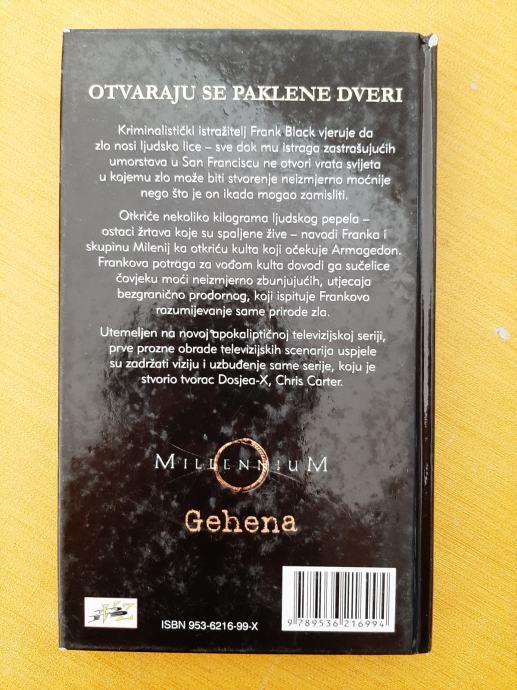 OTVARAJU SE PAKLENE DVERI
Kriminalistički istražitelj Frank Black vjeruje da
zlo nosi ljudsko lice – sve dok mu istraga zastrašujućih
umorstava u San Franciscu ne otvori vrata svijeta
u kojemu zlo može biti stvorenje neizmjerno moćnije
nego što je on ikada mogao zamisliti.
Otkriće nekoliko kilograma ljudskog pepela –
ostaci žrtava koje su spaljene žive – navodi Franka i
skupinu Milenij ka otkriću kulta koji očekuje Armagedon.
Frankova potraga za vođom kulta dovodi ga sučelice
čovjeku moći neizmjerno zbunjujućih, utjecaja
bezgranično prodornog, koji ispituje Frankovo
razumijevanje same prirode zla.
Utemeljen na novoj apokaliptičnoj televizijskoj seriji,
prve prozne obrade televizijskih scenarija uspjele
su zadržati viziju i uzbuđenje same serije, koju je
stvorio tvorac Dosjea-X, Chris Carter.
MILLENNIUM
Gehena
ISBN 953-6216-99-X
9 789536 216994